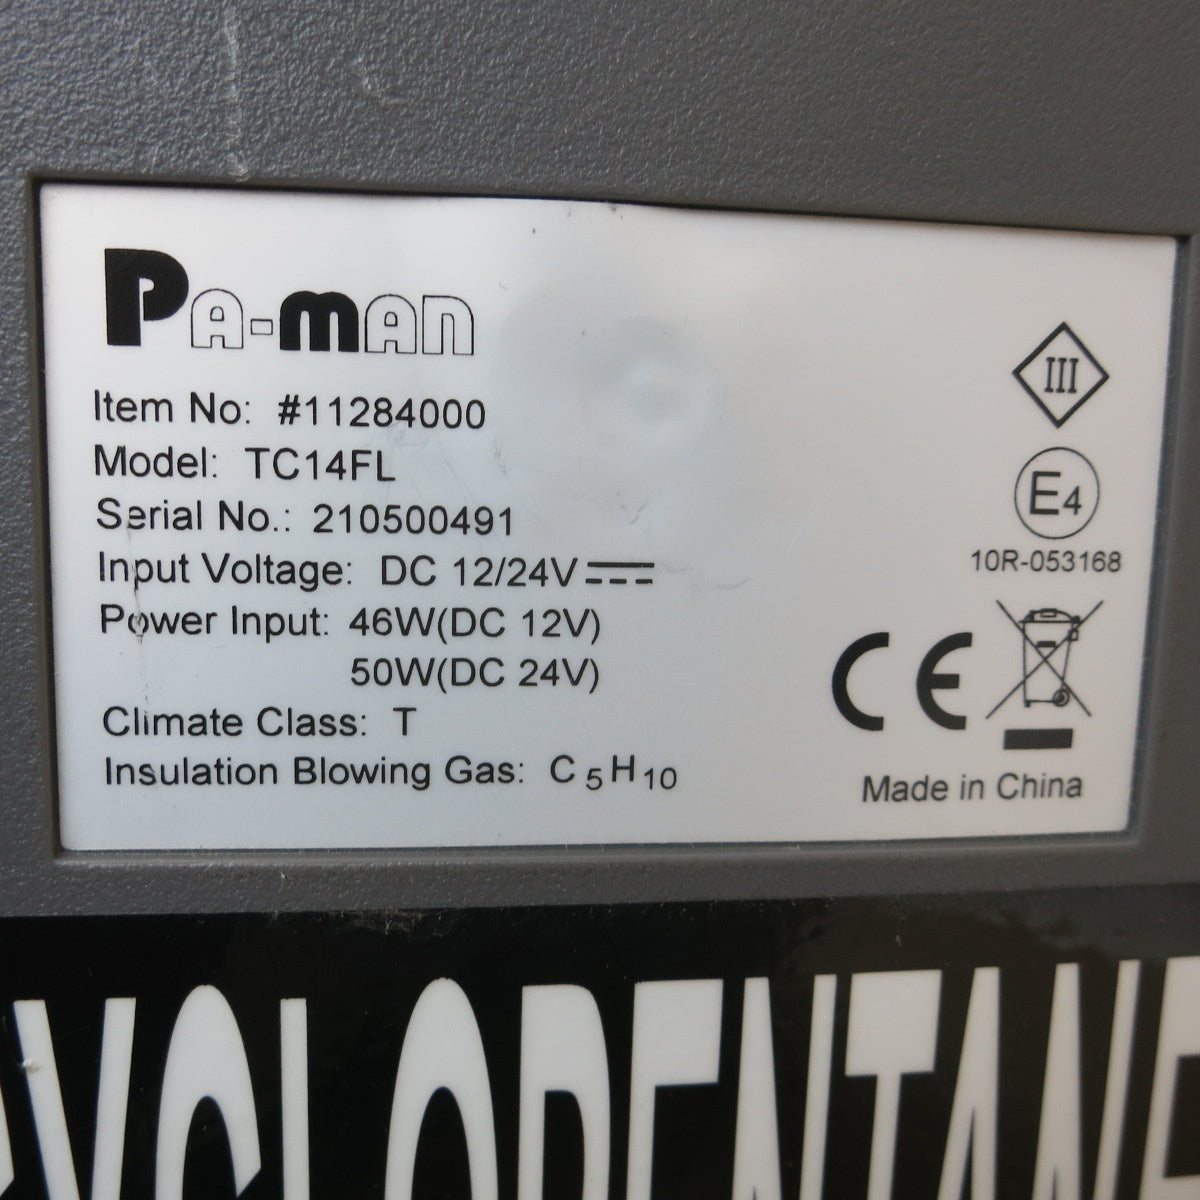 PA-MAN
Item No: #11284000
Model: TC14FL
Serial No.: 210500491
Input Voltage: DC 12/24V
Power Input: 46W(DC 12V)
50W(DC 24V)
Climate Class: T
Insulation Blowing Gas: C5H10
III
E4
10R-053168
CE
Made in China
CYCLOPENTANE